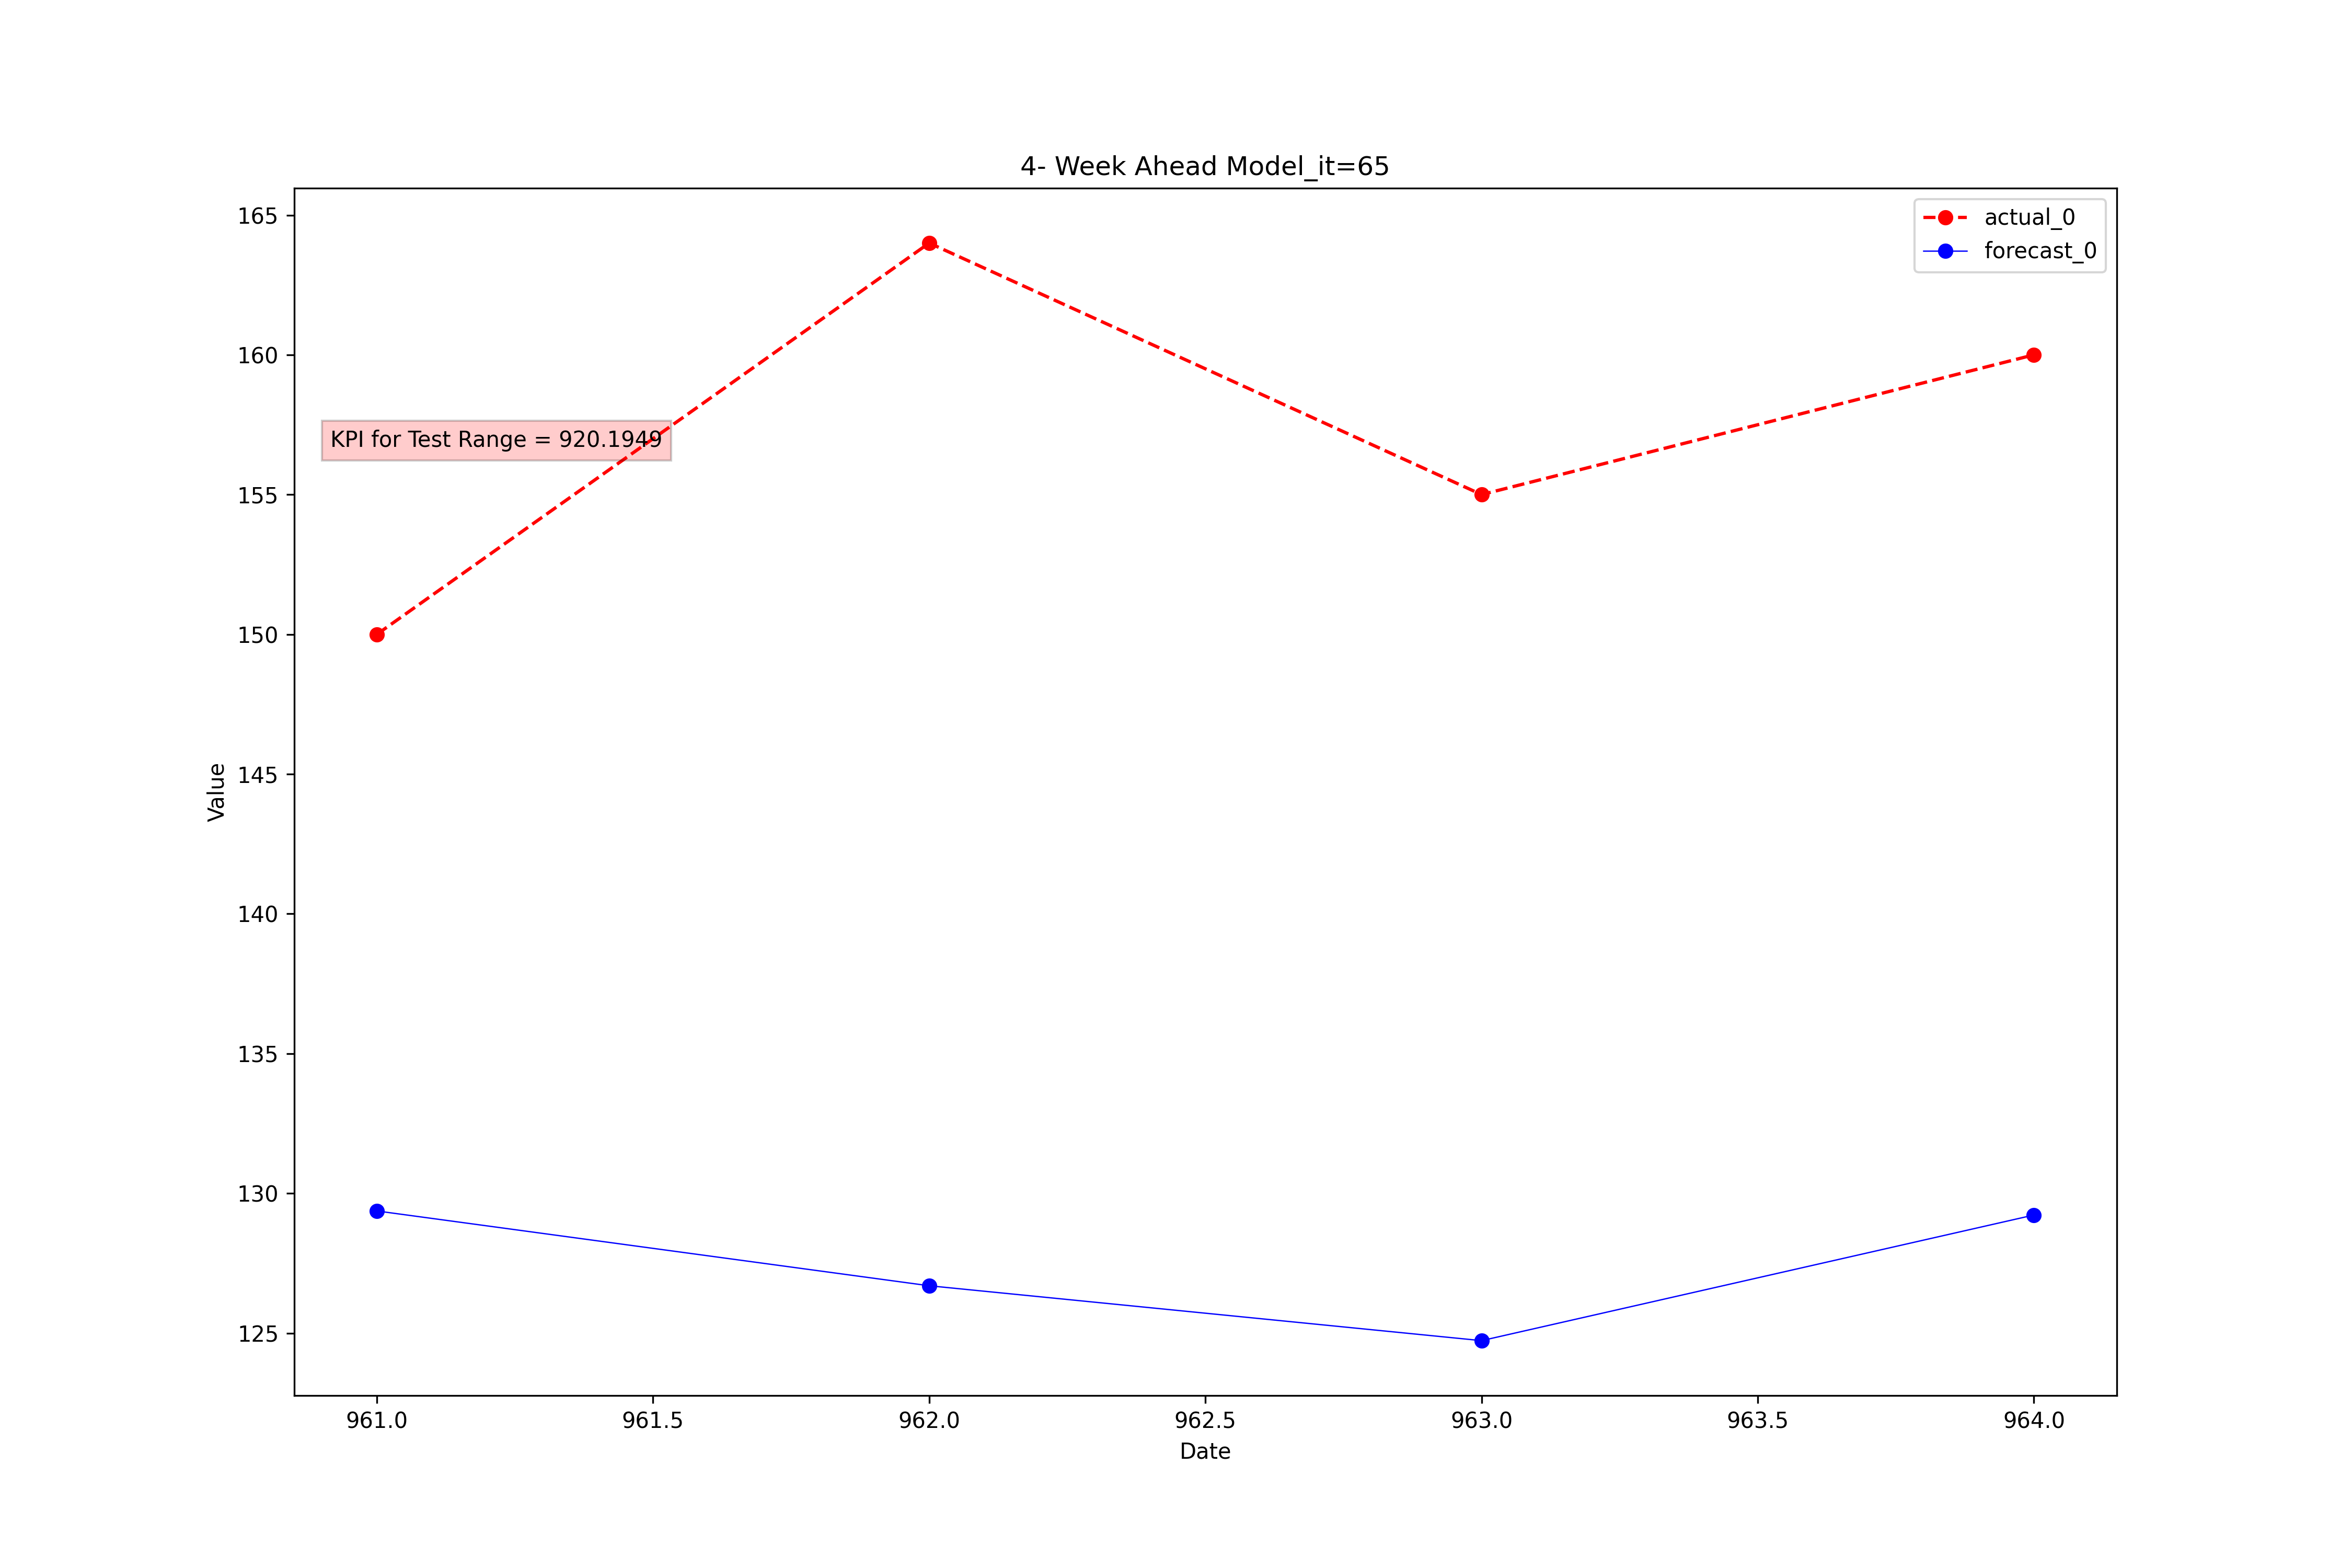 4- Week Ahead Model_it=65
actual_0
forecast_0
KPI for Test Range = 920.1949
Value
165
160
155
150
145
140
135
130
125
961.0 961.5 962.0 962.5 963.0 963.5 964.0
Date